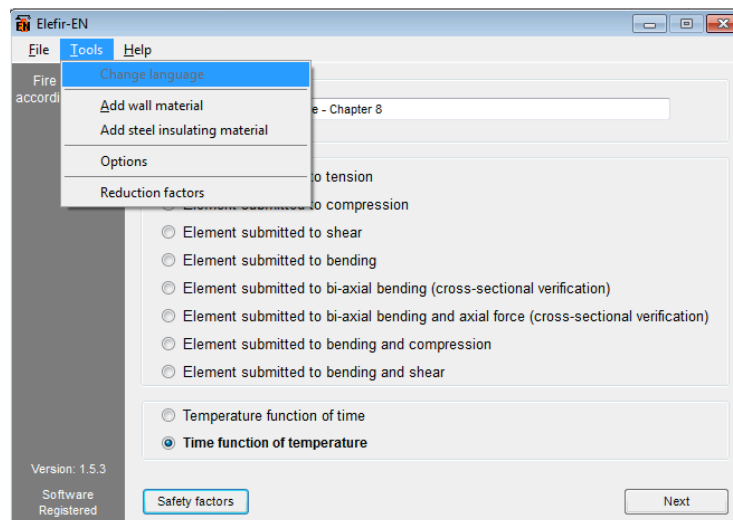 Elefir-EN
File Tools Help
Change language
Add wall material
Add steel insulating material
Options
Reduction factors
Fire
accordi
e - Chapter 8
to tension
Element submitted to compression
Element submitted to shear
Element submitted to bending
Element submitted to bi-axial bending (cross-sectional verification)
Element submitted to bi-axial bending and axial force (cross-sectional verification)
Element submitted to bending and compression
Element submitted to bending and shear
Temperature function of time
Time function of temperature
Version: 1.5.3
Software
Registered
Safety factors
Next